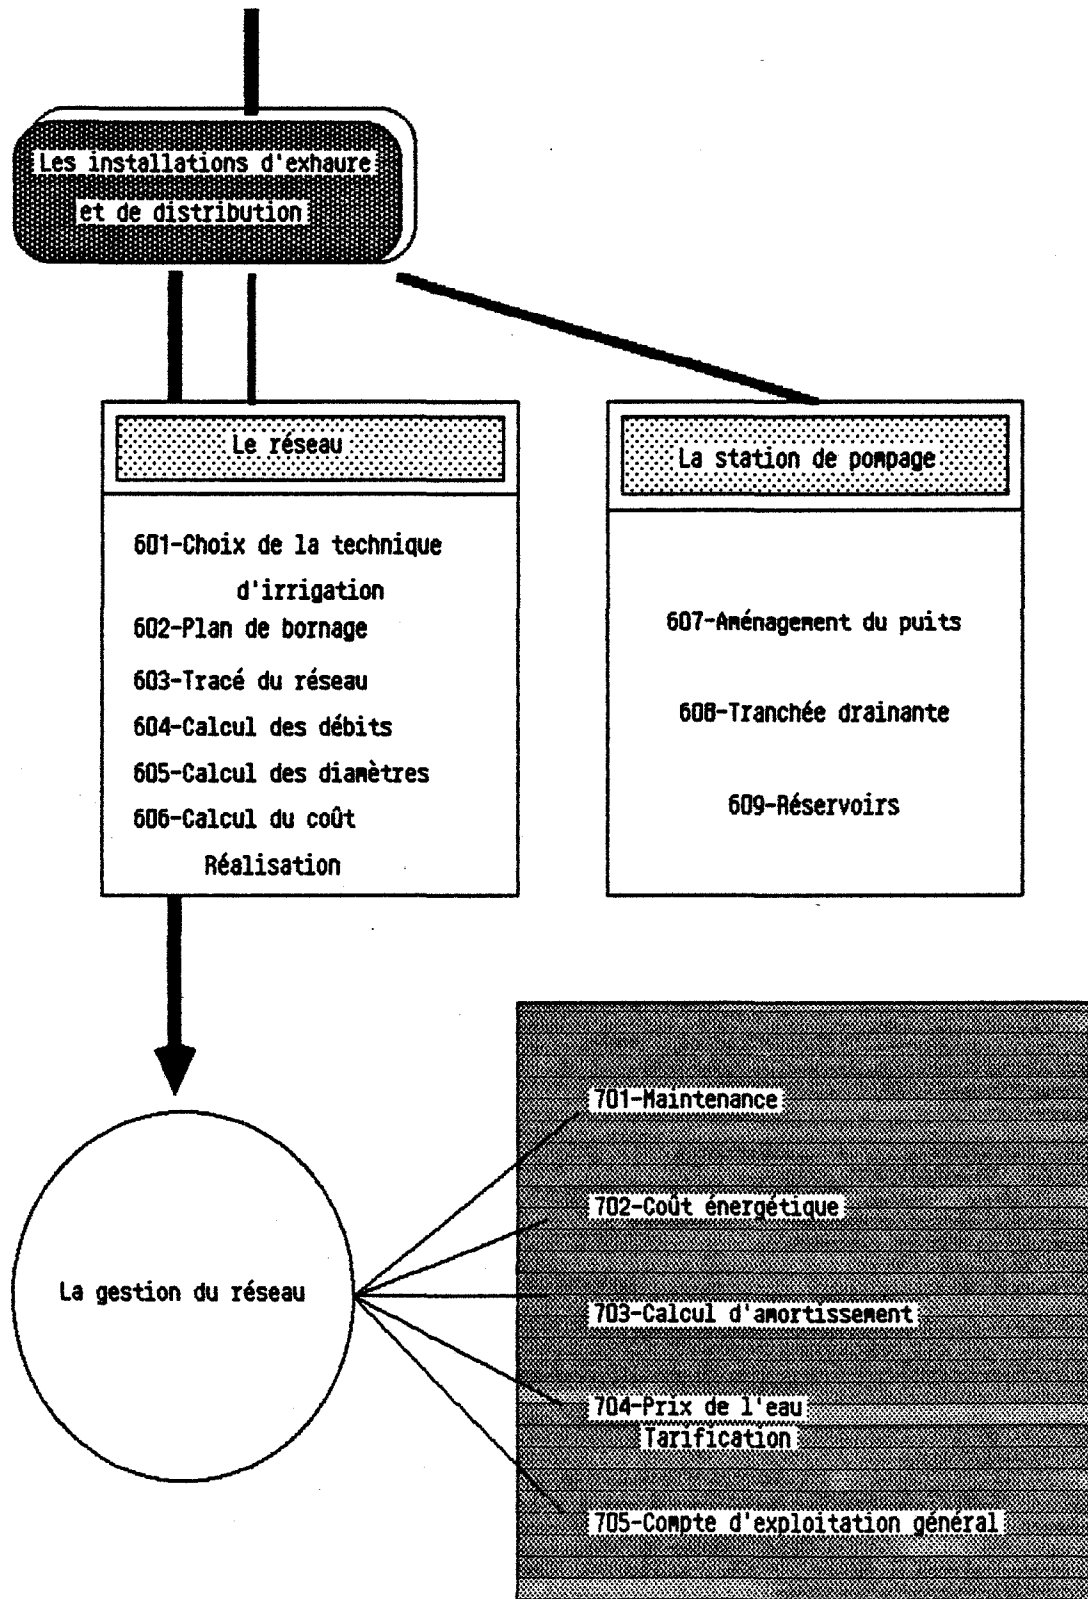 Les installations d'exhaure
et de distribution
Le réseau
601-Choix de la technique
d'irrigation
602-Plan de bornage
603-Tracé du réseau
604-Calcul des débits
605-Calcul des diamètres
606-Calcul du coût
Réalisation
La station de pompage
607-Aménagement du puits
608-Tranchée drainante
609-Réservoirs
La gestion du réseau
701-Maintenance
702-Coût énergétique
703-Calcul d'amortissement
704-Prix de l'eau
Tarification
705-Compte d'exploitation général